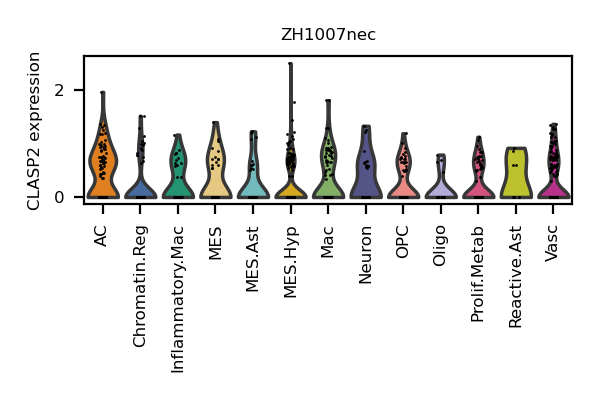 ZH1007nec
CLASP2 expression
2
0
AC
Chromatin.Reg
Inflammatory.Mac
MES
MES.Ast
MES.Hyp
Mac
Neuron
OPC
Oligo
Prolif.Metab
Reactive.Ast
Vasc